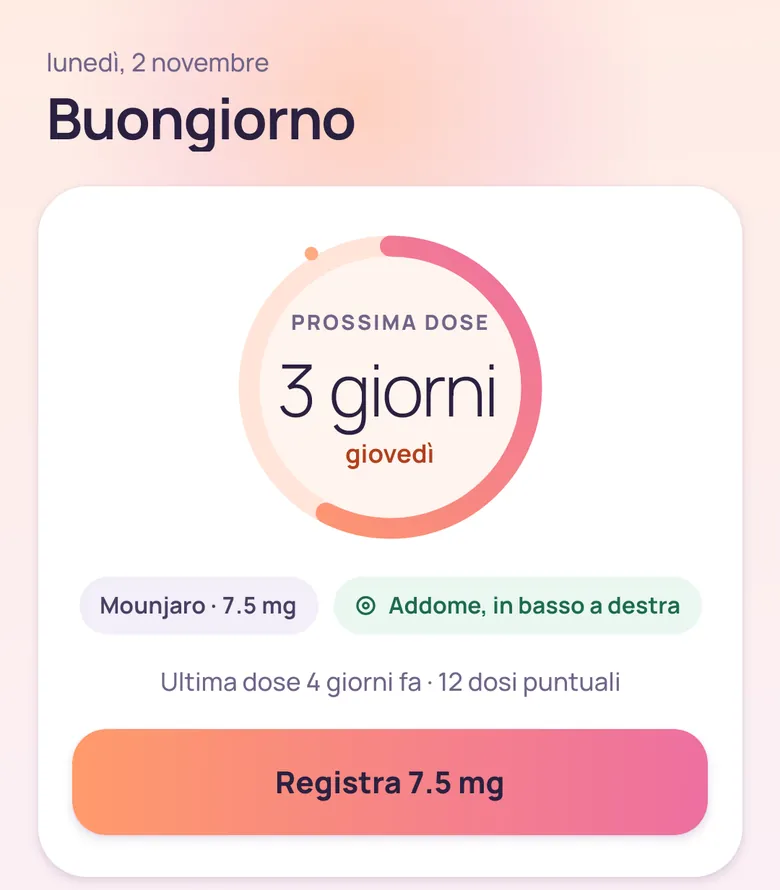 lunedì, 2 novembre
Buongiorno
PROSSIMA DOSE
3 giorni
giovedì
Mounjaro · 7.5 mg
Addome, in basso a destra
Ultima dose 4 giorni fa · 12 dosi puntuali
Registra 7.5 mg